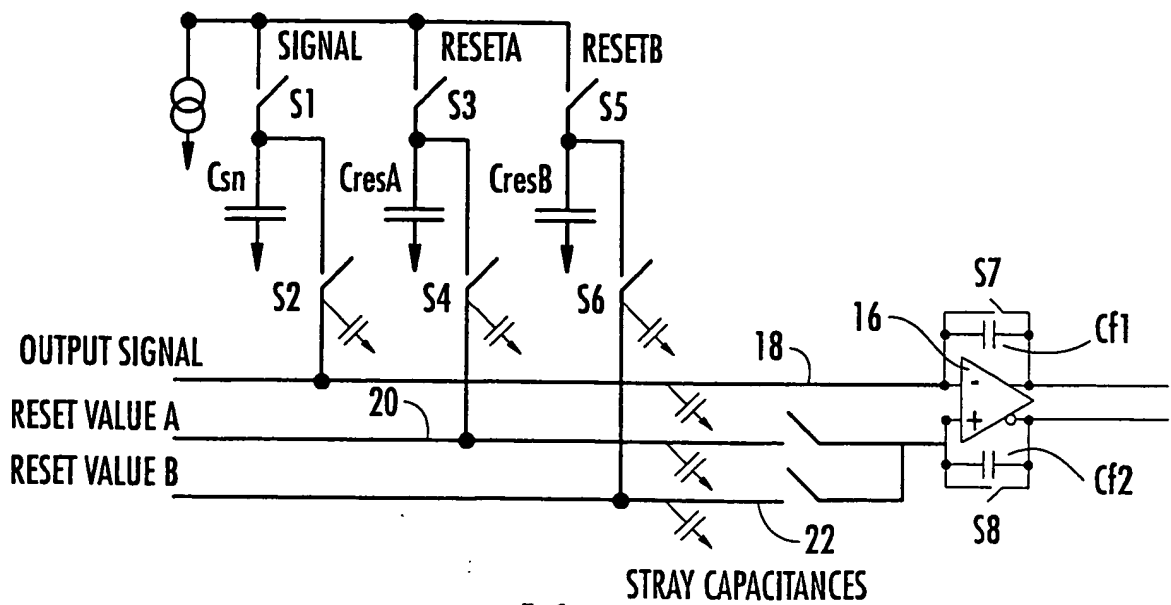 SIGNAL
RESETA
RESETB
S1
S3
S5
Csn
CresA
CresB
S2
S4
S6
S7
16
Cf1
OUTPUT SIGNAL
18
-
RESET VALUE A
20
+
RESET VALUE B
Cf2
22
S8
STRAY CAPACITANCES